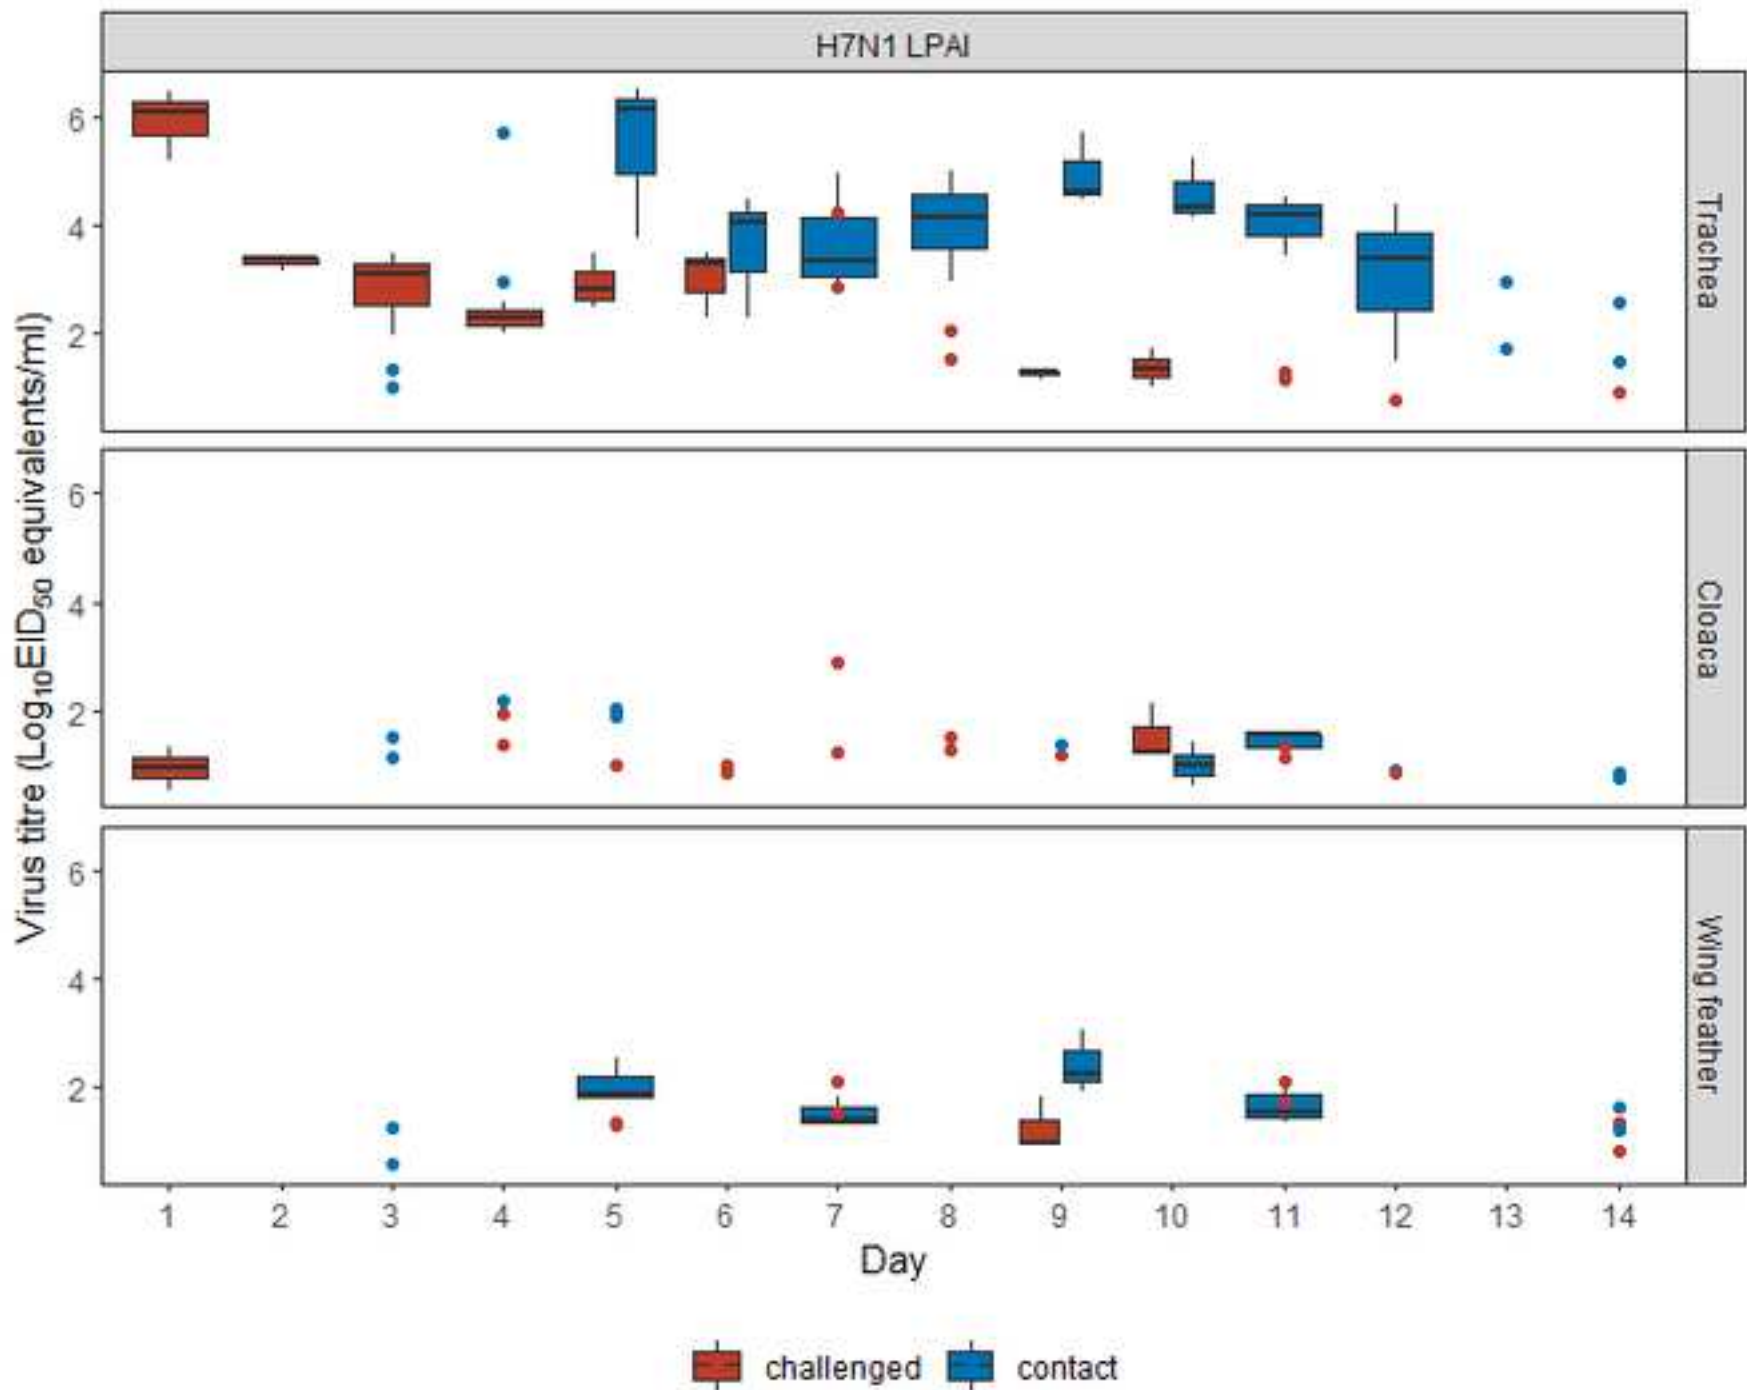 H7N1 LPAI
Virus titre (Log₁₀EID₅₀ equivalents/ml)
6
4
2
Trachea
6
4
2
Cloaca
6
4
2
Wing feather
1 2 3 4 5 6 7 8 9 10 11 12 13 14
Day
challenged contact